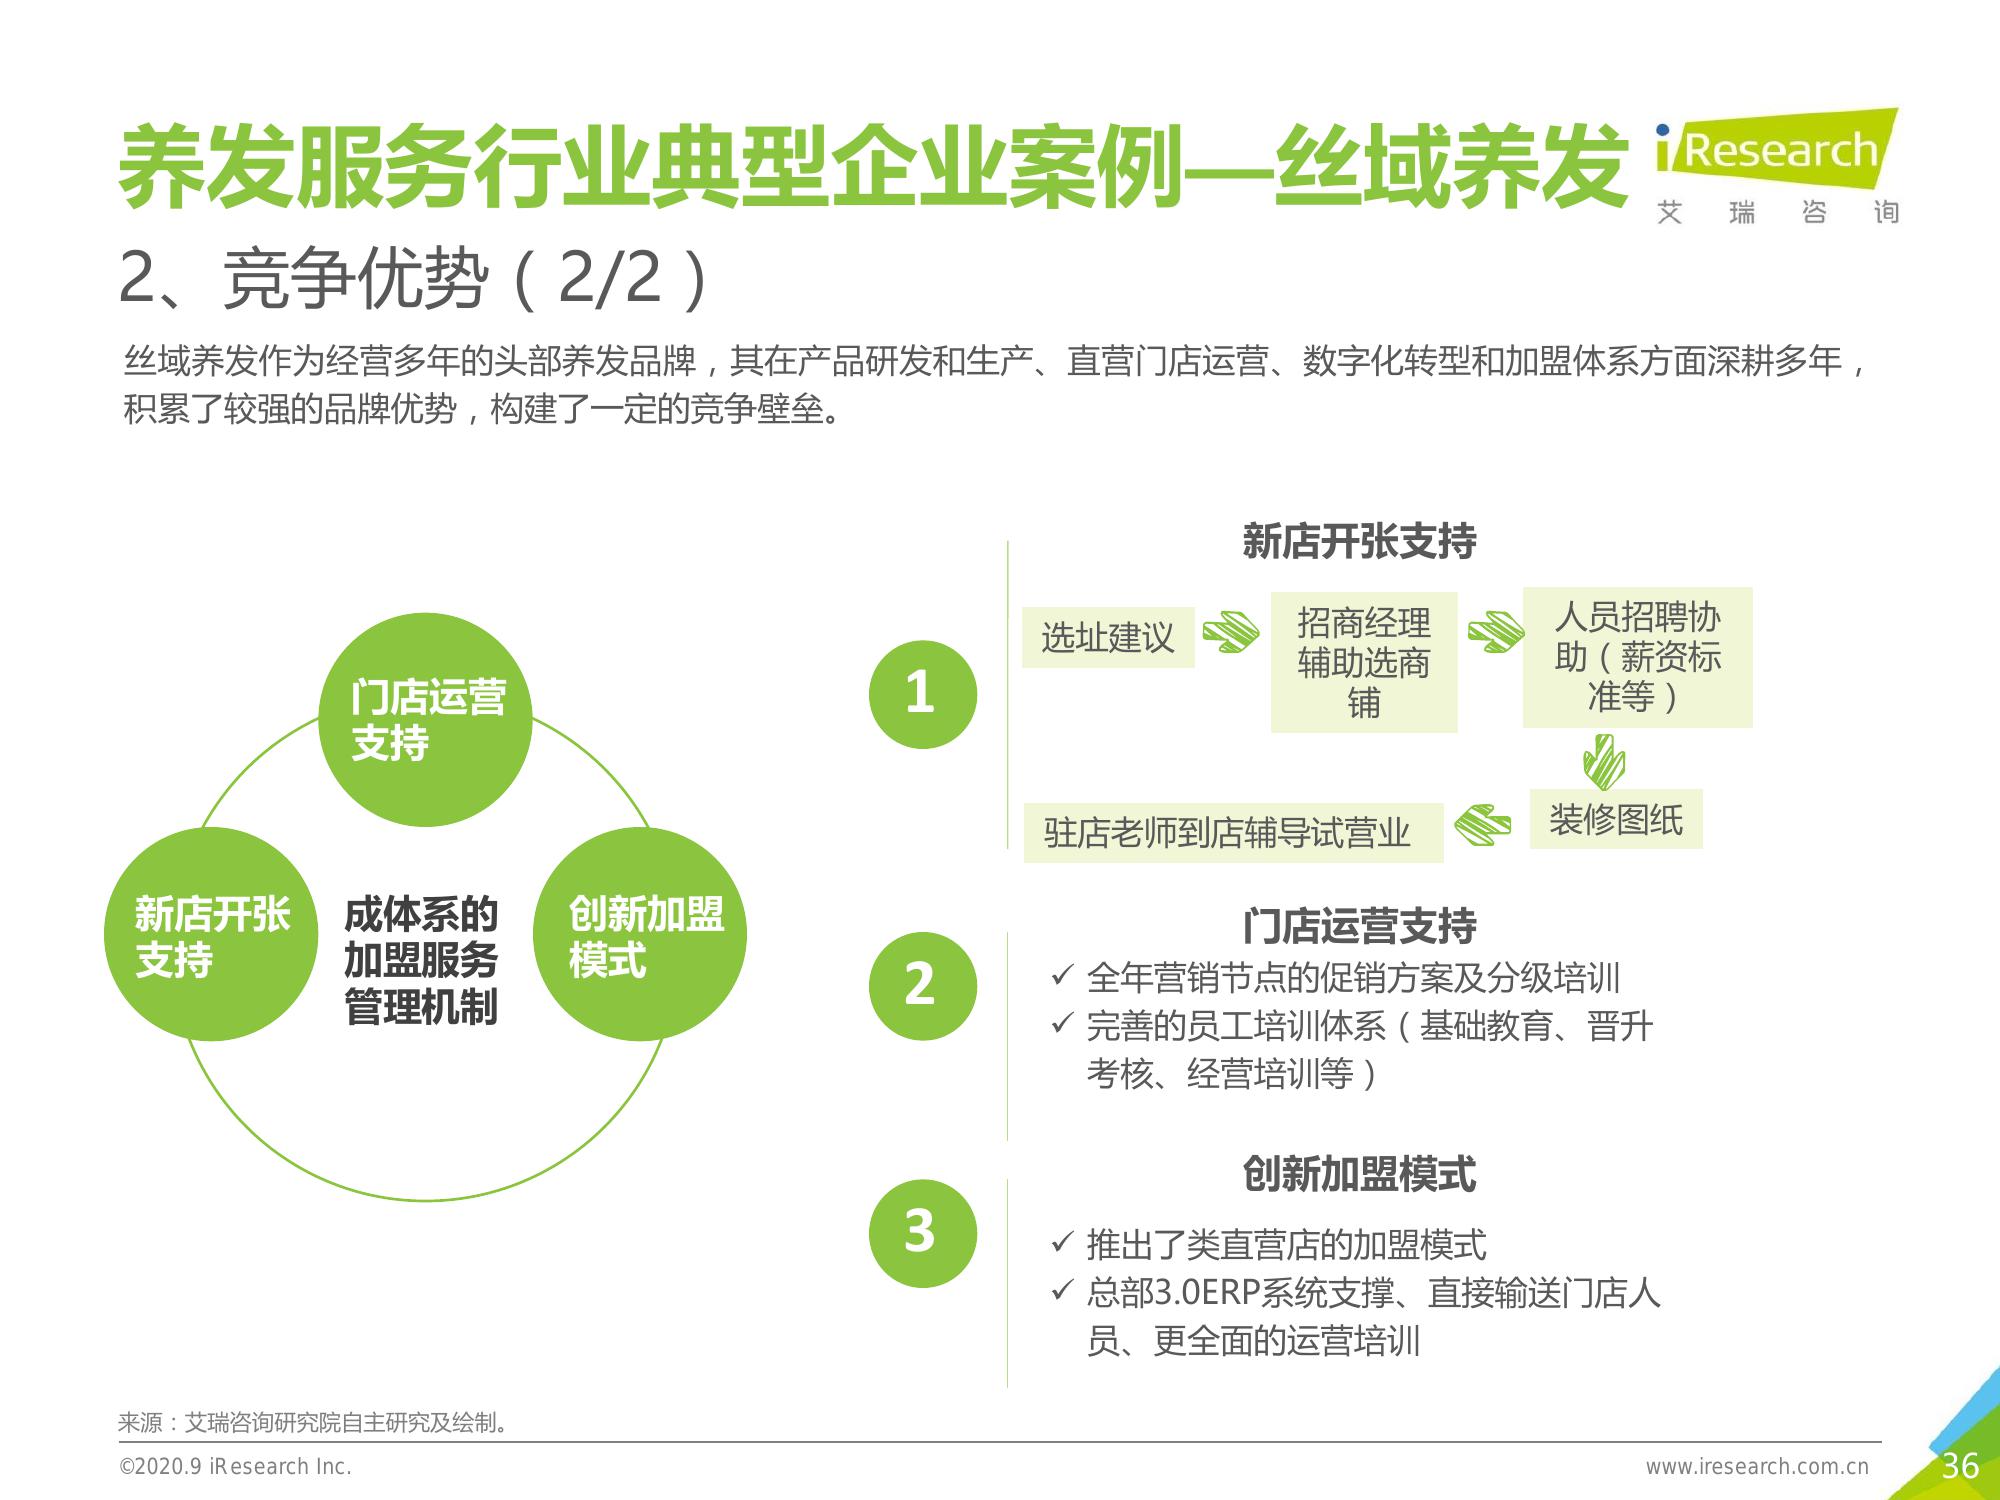 养发服务行业典型企业案例—丝域养发
iResearch
艾瑞咨询
2、竞争优势（2/2）
丝域养发作为经营多年的头部养发品牌，其在产品研发和生产、直营门店运营、数字化转型和加盟体系方面深耕多年，
积累了较强的品牌优势，构建了一定的竞争壁垒。
门店运营
支持
新店开张
支持
成体系的
加盟服务
管理机制
创新加盟
模式
1
新店开张支持
选址建议
招商经理
辅助选商
铺
人员招聘协
助（薪资标
准等）
装修图纸
驻店老师到店辅导试营业
2
门店运营支持
✓ 全年营销节点的促销方案及分级培训
✓ 完善的员工培训体系（基础教育、晋升
考核、经营培训等）
3
创新加盟模式
✓ 推出了类直营店的加盟模式
✓ 总部3.0ERP系统支撑、直接输送门店人
员、更全面的运营培训
来源：艾瑞咨询研究院自主研究及绘制。
©2020.9 iResearch Inc.
www.iresearch.com.cn
36